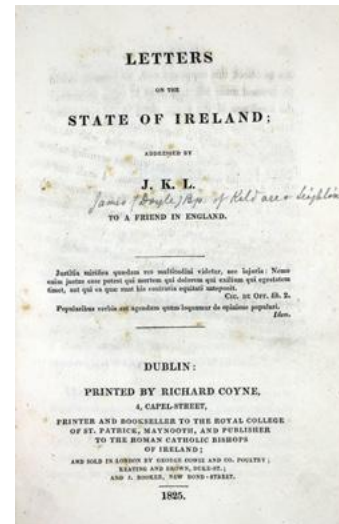 LETTERS
ON THE
STATE OF IRELAND;
ADDRESSED BY
J. K. L.
James (Doyle) Bp. of Kildare & Leighlin
TO A FRIEND IN ENGLAND.
Justitia mirifica quædam res multitudini videtur, nec injuria: Nemo
enim justus esse potest qui mortem qui dolorem qui exilium qui egestatem
timet, aut qui ea quæ sunt his contraria equitati anteponit.
CIC. DE OFF. lib. 2.
Popularibus verbis est agendum quum loquamur de opinione populari.
Idem.
DUBLIN:
PRINTED BY RICHARD COYNE,
4, CAPEL-STREET,
PRINTER AND BOOKSELLER TO THE ROYAL COLLEGE
OF ST. PATRICK, MAYNOOTH, AND PUBLISHER
TO THE ROMAN CATHOLIC BISHOPS
OF IRELAND;
AND SOLD IN LONDON BY GEORGE COWIE AND CO. POULTRY;
KEATING AND BROWN, DUKE-ST.;
AND J. BOOKER, NEW BOND-STREET.
1825.